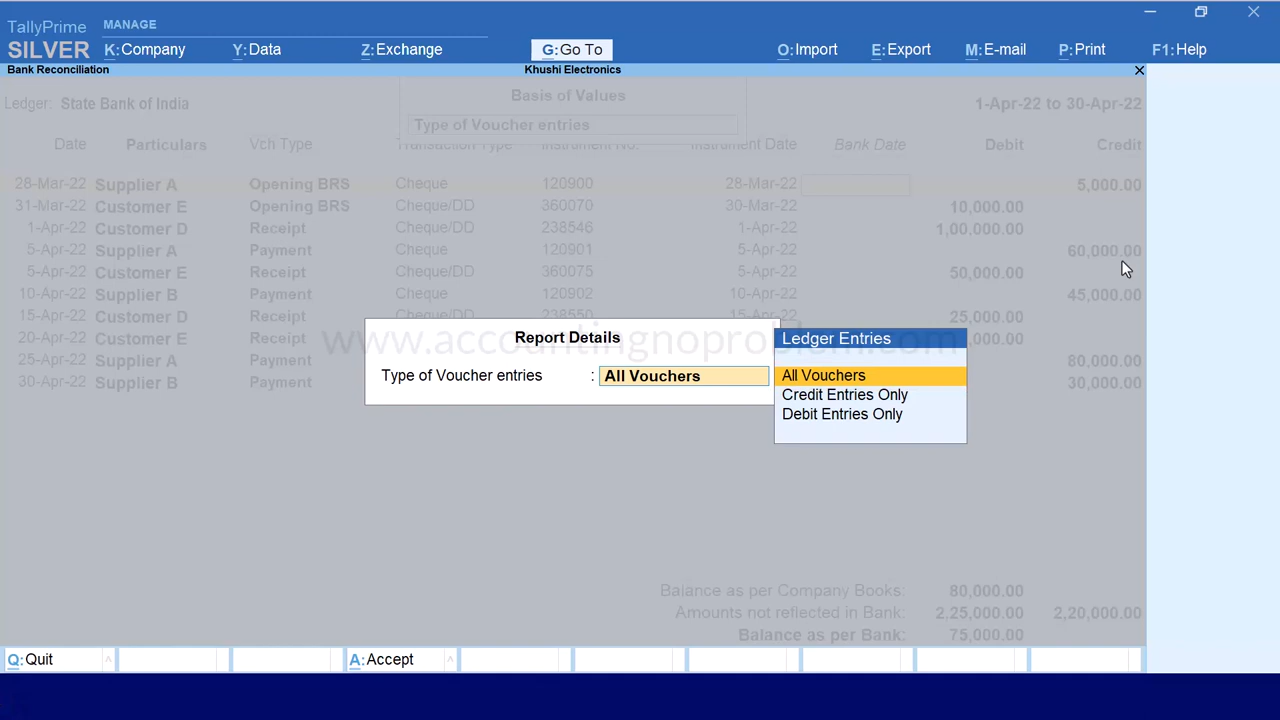 TallyPrime MANAGE
SILVER K:Company Y:Data Z:Exchange G:Go To O:Import E:Export M:E-mail P:Print F1:Help
Bank Reconciliation Khushi Electronics
Basis of Values
Ledger: State Bank of India 1-Apr-22 to 30-Apr-22
Type of Voucher entries
Date Particulars Vch Type Transaction Type Instrument No. Instrument Date Bank Date Debit Credit
28-Mar-22 Supplier A Opening BRS Cheque 120900 28-Mar-22 5,000.00
31-Mar-22 Customer E Opening BRS Cheque/DD 360070 30-Mar-22 10,000.00
1-Apr-22 Customer D Receipt Cheque/DD 238546 1-Apr-22 1,00,000.00
5-Apr-22 Supplier A Payment Cheque 120901 5-Apr-22 60,000.00
5-Apr-22 Customer E Receipt Cheque/DD 360075 5-Apr-22 50,000.00
10-Apr-22 Supplier B Payment Cheque 120902 10-Apr-22 45,000.00
15-Apr-22 Customer D Receipt Cheque/DD 238550 15-Apr-22 25,000.00
20-Apr-22 Customer E Receipt
25-Apr-22 Supplier A Payment 80,000.00
30-Apr-22 Supplier B Payment 30,000.00
www.accountingnoproblom.com
Report Details
Type of Voucher entries : All Vouchers
Ledger Entries
All Vouchers
Credit Entries Only
Debit Entries Only
Balance as per Company Books: 80,000.00
Amounts not reflected in Bank: 2,25,000.00 2,20,000.00
Balance as per Bank: 75,000.00
Q:Quit A:Accept